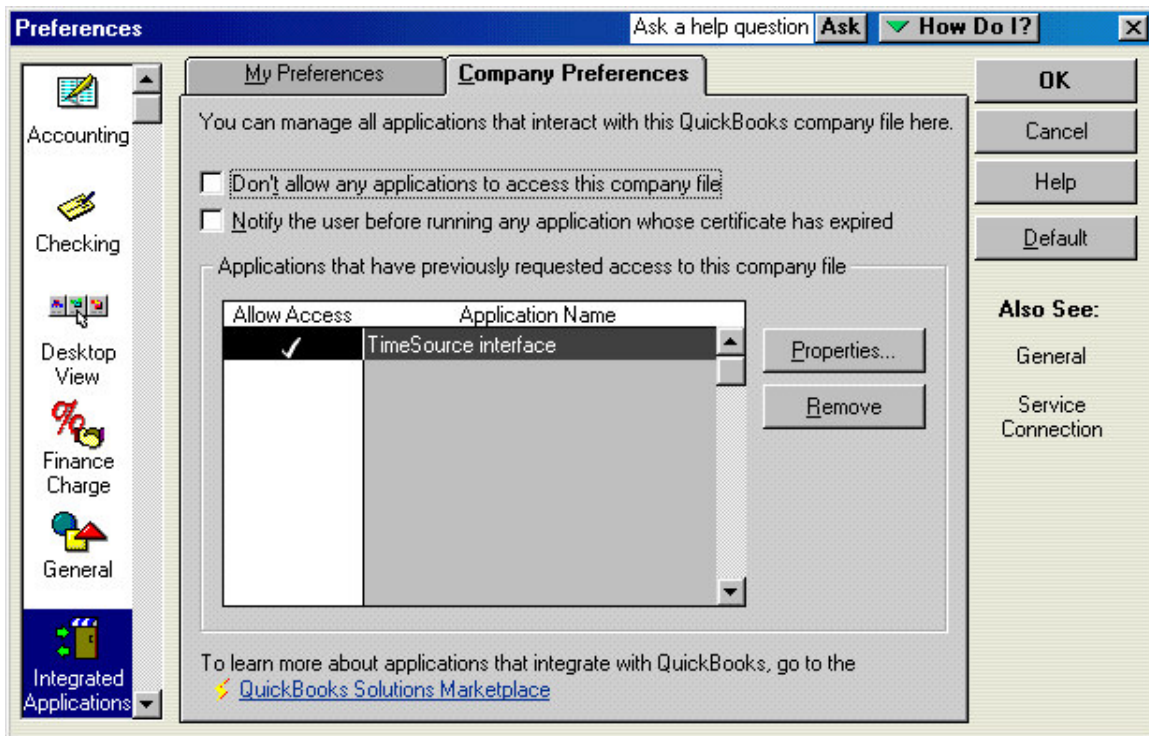 Preferences
Ask a help question Ask How Do I?
Accounting
Checking
Desktop
View
Finance
Charge
General
Integrated
Applications
My Preferences
Company Preferences
You can manage all applications that interact with this QuickBooks company file here.
Don't allow any applications to access this company file
Notify the user before running any application whose certificate has expired
Applications that have previously requested access to this company file
Allow Access Application Name
TimeSource interface
Properties...
Remove
To learn more about applications that integrate with QuickBooks, go to the
QuickBooks Solutions Marketplace
OK
Cancel
Help
Default
Also See:
General
Service
Connection